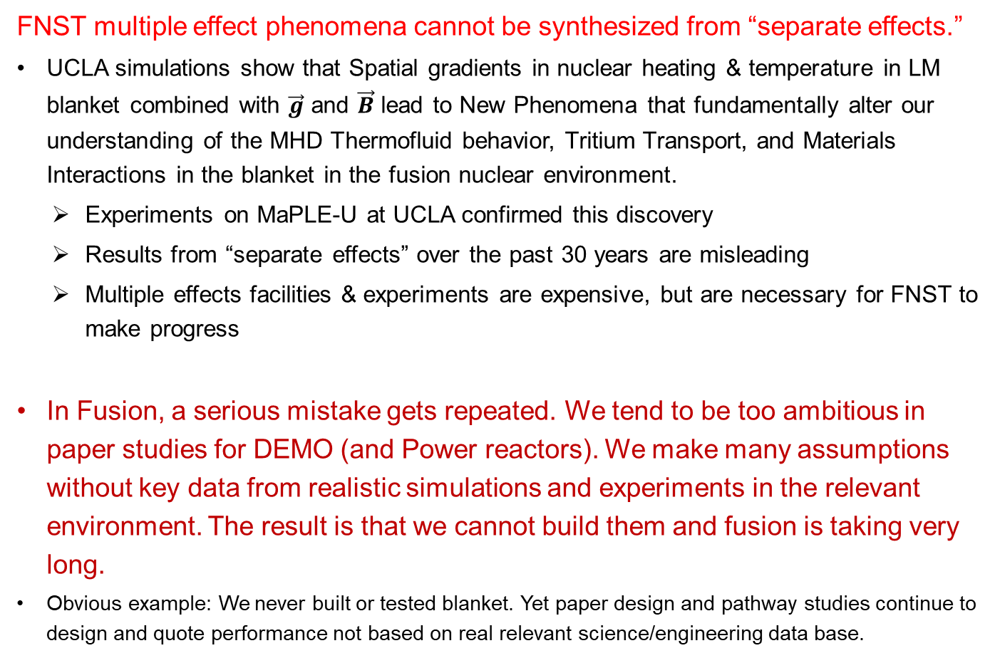 FNST multiple effect phenomena cannot be synthesized from “separate effects.”
• UCLA simulations show that Spatial gradients in nuclear heating & temperature in LM
blanket combined with g⃗ and B⃗ lead to New Phenomena that fundamentally alter our
understanding of the MHD Thermofluid behavior, Tritium Transport, and Materials
Interactions in the blanket in the fusion nuclear environment.
➢ Experiments on MaPLE-U at UCLA confirmed this discovery
➢ Results from “separate effects” over the past 30 years are misleading
➢ Multiple effects facilities & experiments are expensive, but are necessary for FNST to
make progress
• In Fusion, a serious mistake gets repeated. We tend to be too ambitious in
paper studies for DEMO (and Power reactors). We make many assumptions
without key data from realistic simulations and experiments in the relevant
environment. The result is that we cannot build them and fusion is taking very
long.
• Obvious example: We never built or tested blanket. Yet paper design and pathway studies continue to
design and quote performance not based on real relevant science/engineering data base.